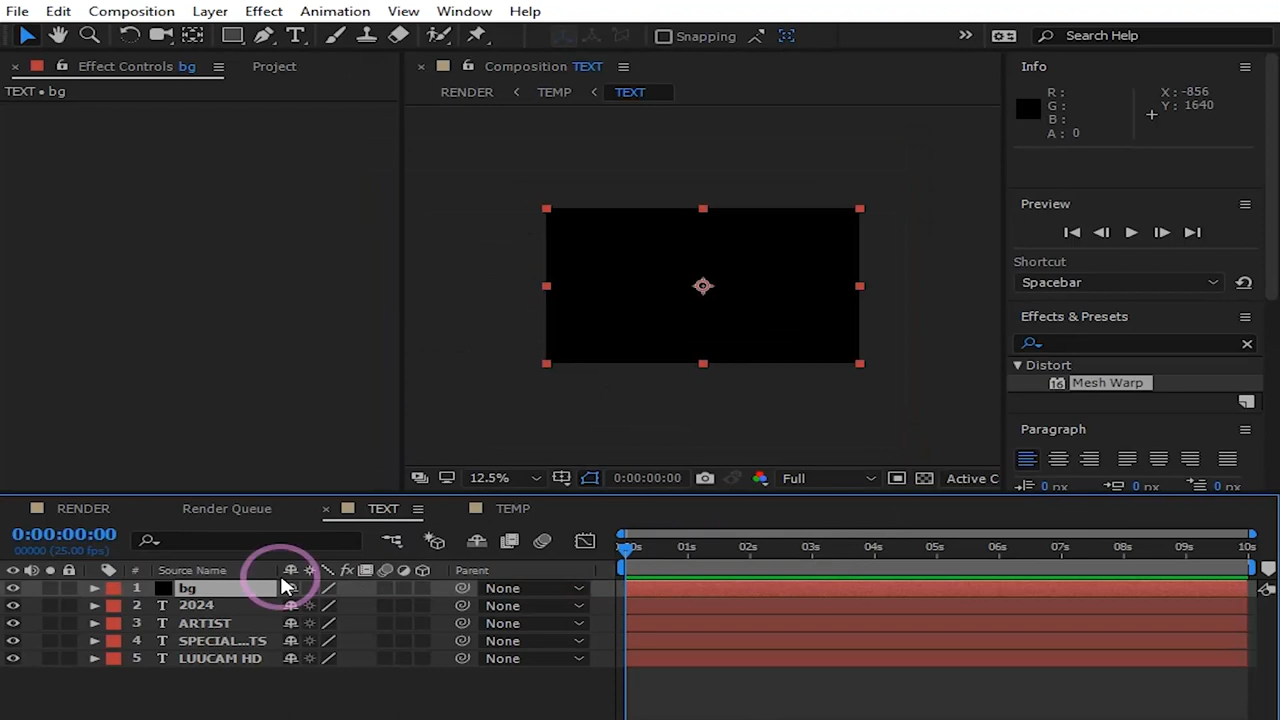 File Edit Composition Layer Effect Animation View Window Help
Snapping
Search Help
Effect Controls bg
Project
TEXT • bg
Composition TEXT
RENDER
TEMP
TEXT
Info
R :
G :
B :
A : 0
X: -856
Y: 1640
Preview
Shortcut
Spacebar
Effects & Presets
Distort
16 Mesh Warp
Paragraph
0 px
0 px
0 px
12.5%
0:00:00:00
Full
Active C
RENDER
Render Queue
TEXT
TEMP
0:00:00:00
00000 (25.00 fps)
01s 02s 03s 04s 05s 06s 07s 08s 09s 10s
# Source Name
fx
Parent
1 bg None
2 T 2024 None
3 T ARTIST None
4 T SPECIAL...TS None
5 T LUUCAM HD None